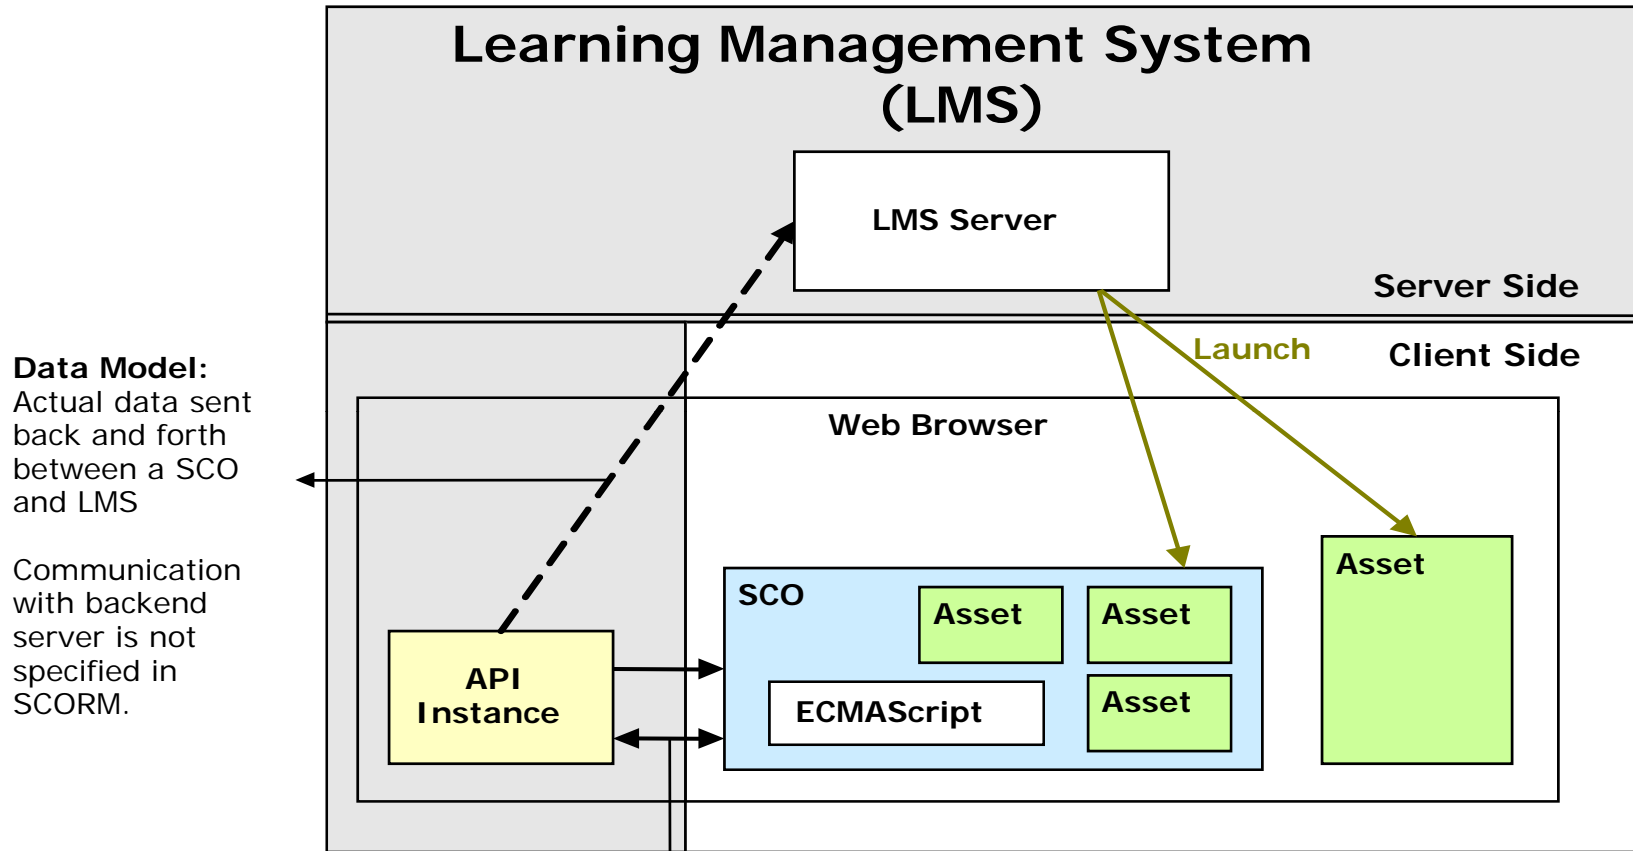 Learning Management System
(LMS)
LMS Server
Server Side
Launch
Client Side
Data Model:
Actual data sent
back and forth
between a SCO
and LMS
Communication
with backend
server is not
specified in
SCORM.
Web Browser
Asset
SCO
Asset
Asset
API
Instance
ECMAScript
Asset